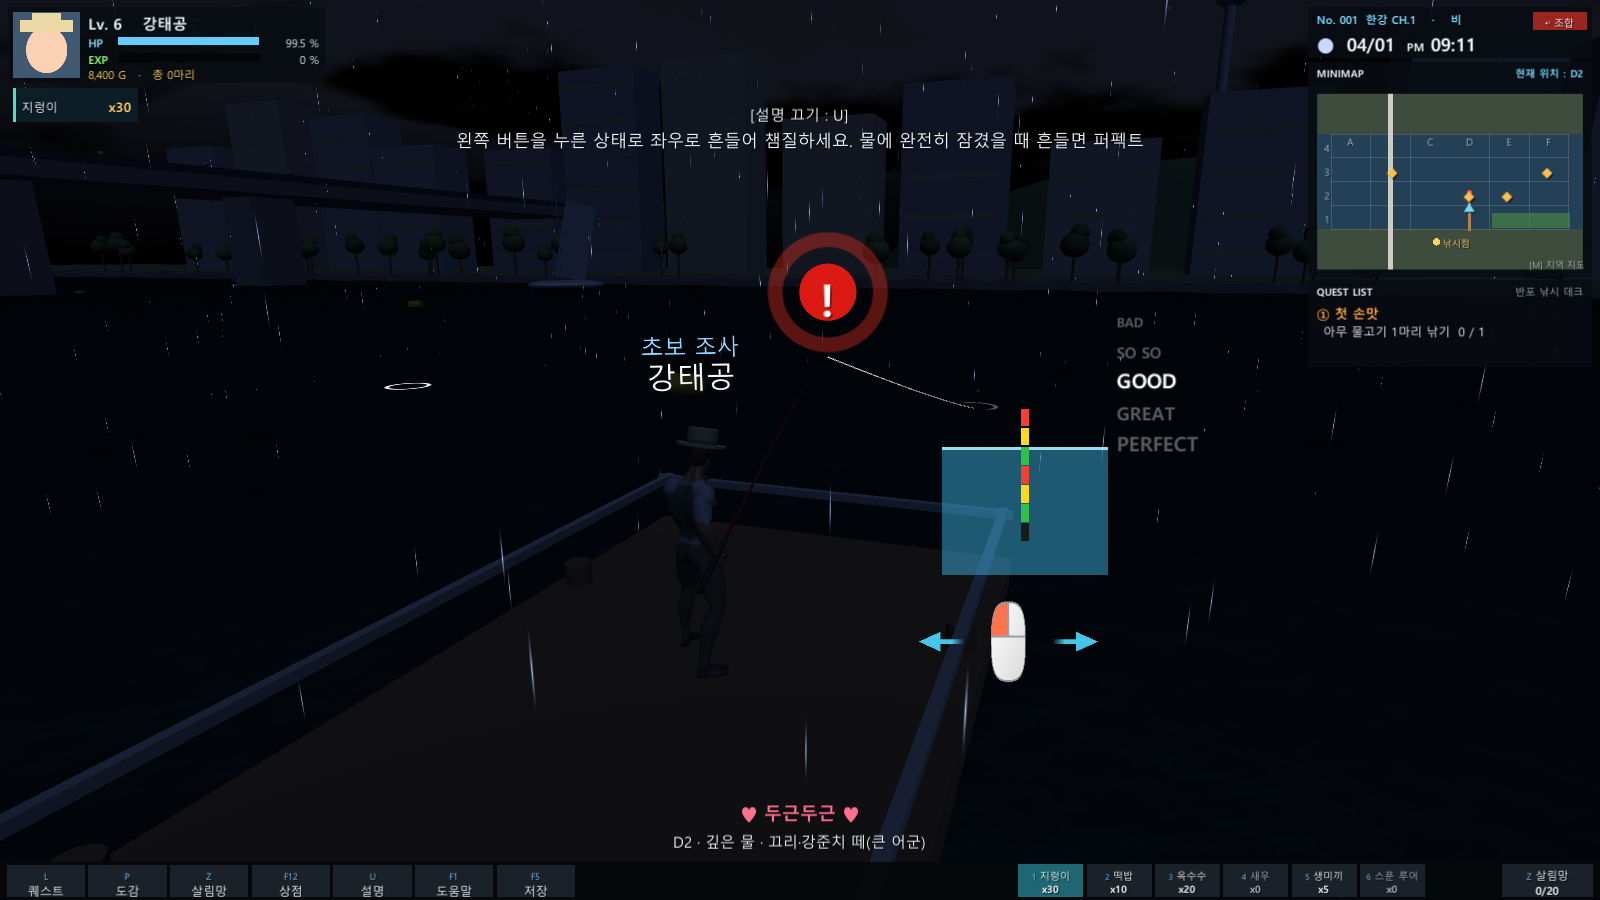 Lv. 6 강태공
HP 99.5 %
EXP 0 %
8,400 G · 총 0마리
지렁이 x30
[설명 끄기 : U]
왼쪽 버튼을 누른 상태로 좌우로 흔들어 챔질하세요. 물에 완전히 잠겼을 때 흔들면 퍼펙트
No. 001 한강 CH.1 · 비
조합
04/01 PM 09:11
MINIMAP 현재 위치 : D2
A C D E F
4
3
2
1
낚시점
[M] 지역 지도
QUEST LIST 반포 낚시 데크
① 첫 손맛
아무 물고기 1마리 낚기 0 / 1
!
초보 조사
강태공
BAD
SO SO
GOOD
GREAT
PERFECT
♥ 두근두근 ♥
D2 · 깊은 물 · 끄리·강준치 떼(큰 어군)
L 퀘스트
P 도감
Z 살림망
F12 상점
U 설명
F1 도움말
F5 저장
1 지렁이 x30
2 떡밥 x10
3 옥수수 x20
4 새우 x0
5 생미끼 x5
6 스푼 루어 x0
Z 살림망 0/20